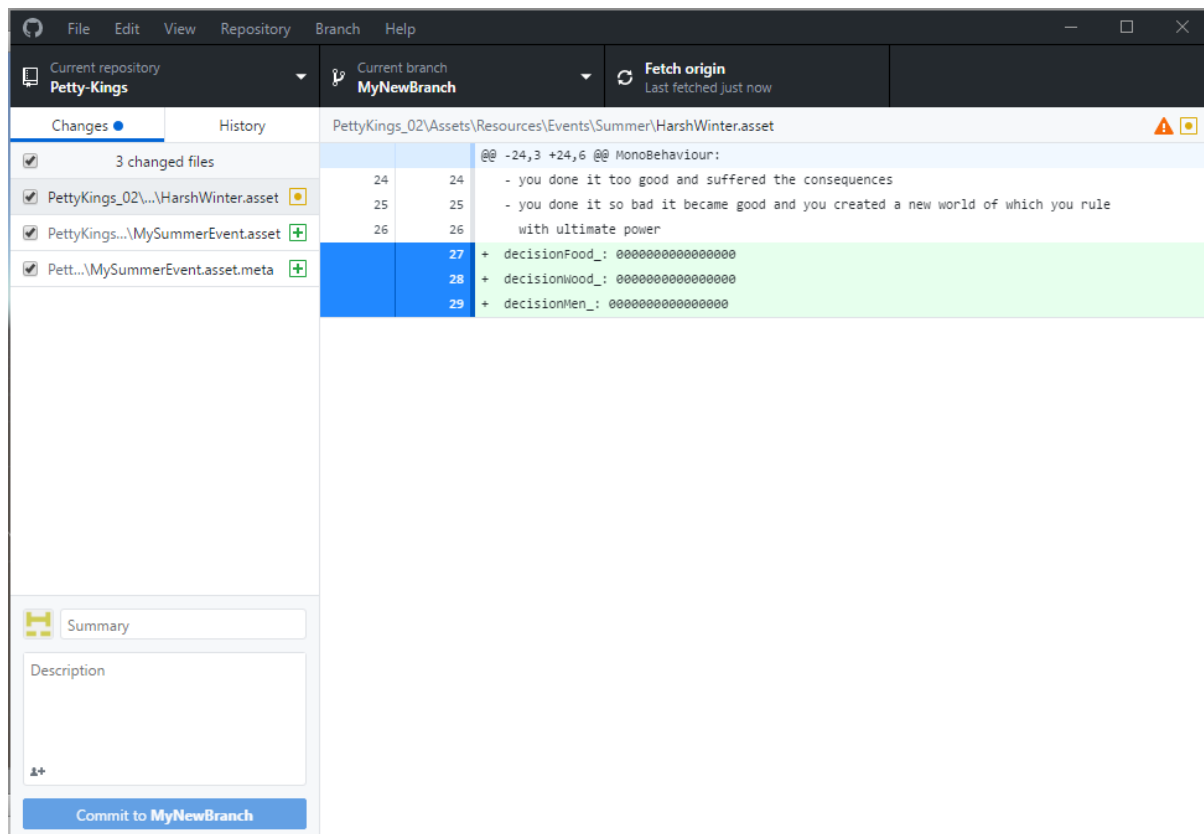 File Edit View Repository Branch Help
Current repository
Petty-Kings
Current branch
MyNewBranch
Fetch origin
Last fetched just now
Changes History
PettyKings_02\Assets\Resources\Events\Summer\HarshWinter.asset
3 changed files
PettyKings_02\...\HarshWinter.asset
PettyKings...\MySummerEvent.asset
Pett...\MySummerEvent.asset.meta
@@ -24,3 +24,6 @@ MonoBehaviour:
24 24 - you done it too good and suffered the consequences
25 25 - you done it so bad it became good and you created a new world of which you rule
26 26 with ultimate power
27 + decisionFood_: 0000000000000000
28 + decisionWood_: 0000000000000000
29 + decisionMen_: 0000000000000000
Summary
Description
Commit to MyNewBranch